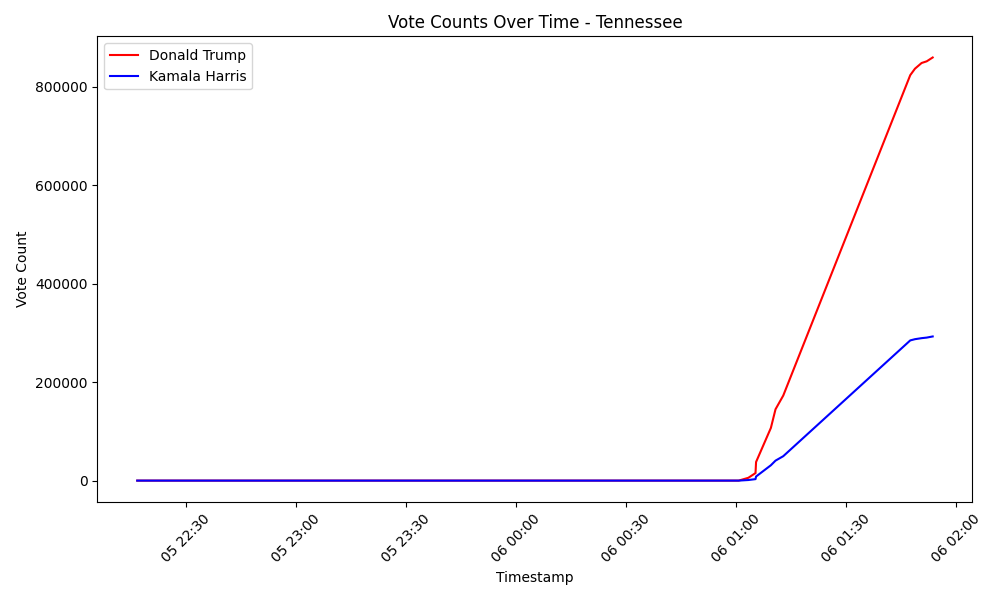 Vote Counts Over Time - Tennessee
Donald Trump
Kamala Harris
Vote Count
800000
600000
400000
200000
0
05 22:30
05 23:00
05 23:30
06 00:00
06 00:30
06 01:00
06 01:30
06 02:00
Timestamp